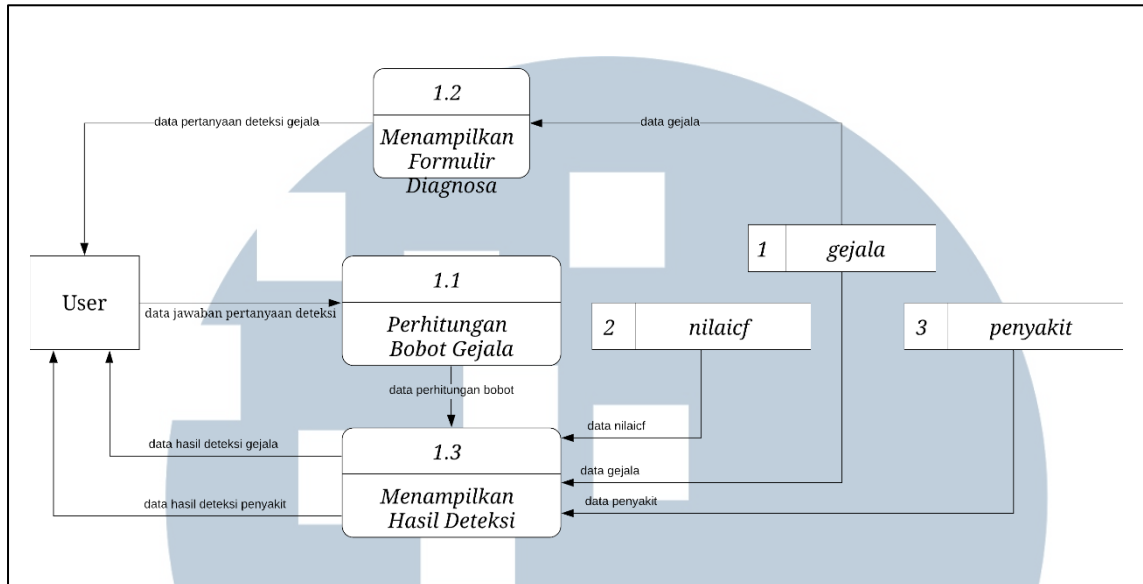 1.2
data pertanyaan deteksi gejala
data gejala
Menampilkan
Formulir
Diagnosa
1
gejala
1.1
User
data jawaban pertanyaan deteksi
Perhitungan
Bobot Gejala
2
nilaicf
3
penyakit
data perhitungan bobot
data nilaicf
data hasil deteksi gejala
1.3
data gejala
data hasil deteksi penyakit
Menampilkan
Hasil Deteksi
data penyakit